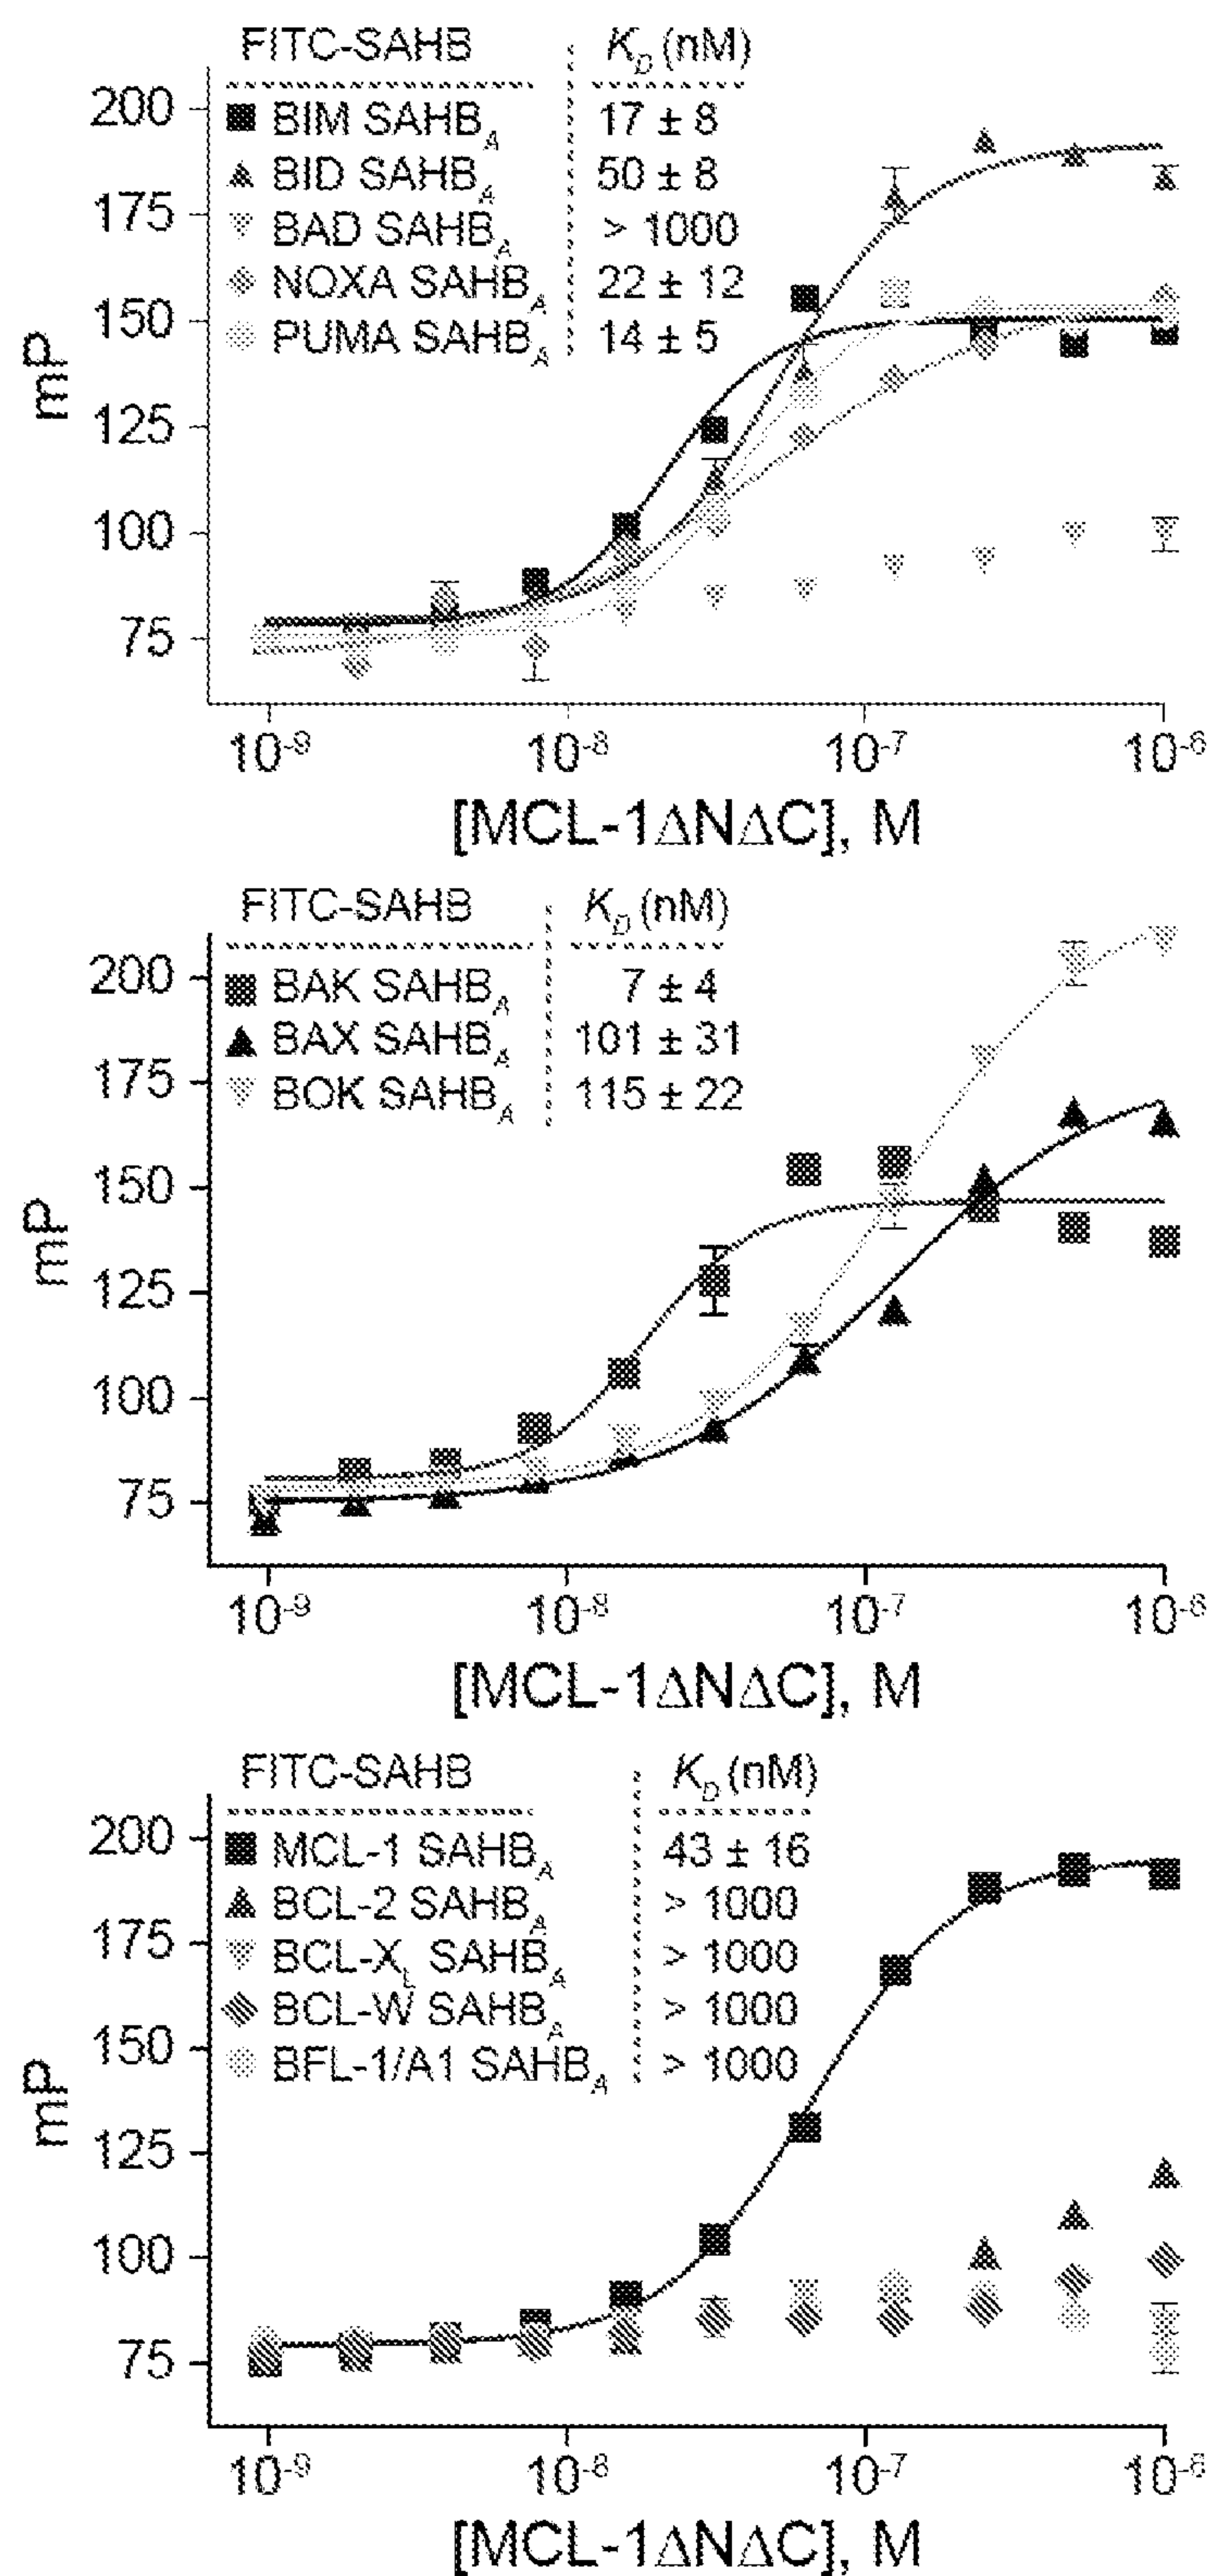 FITC-SAHB K_D (nM)
BIM SAHB_A 17 ± 8
BID SAHB_A 50 ± 8
BAD SAHB_A > 1000
NOXA SAHB_A 22 ± 12
PUMA SAHB_A 14 ± 5
200
175
150
125
100
75
mP
10^-9 10^-8 10^-7 10^-6
[MCL-1ΔNΔC], M
FITC-SAHB K_D (nM)
BAK SAHB_A 7 ± 4
BAX SAHB_A 101 ± 31
BOK SAHB_A 115 ± 22
200
175
150
125
100
75
mP
10^-9 10^-8 10^-7 10^-6
[MCL-1ΔNΔC], M
FITC-SAHB K_D (nM)
MCL-1 SAHB_A 43 ± 16
BCL-2 SAHB_A > 1000
BCL-X_L SAHB_A > 1000
BCL-W SAHB_A > 1000
BFL-1/A1 SAHB_A > 1000
200
175
150
125
100
75
mP
10^-9 10^-8 10^-7 10^-6
[MCL-1ΔNΔC], M